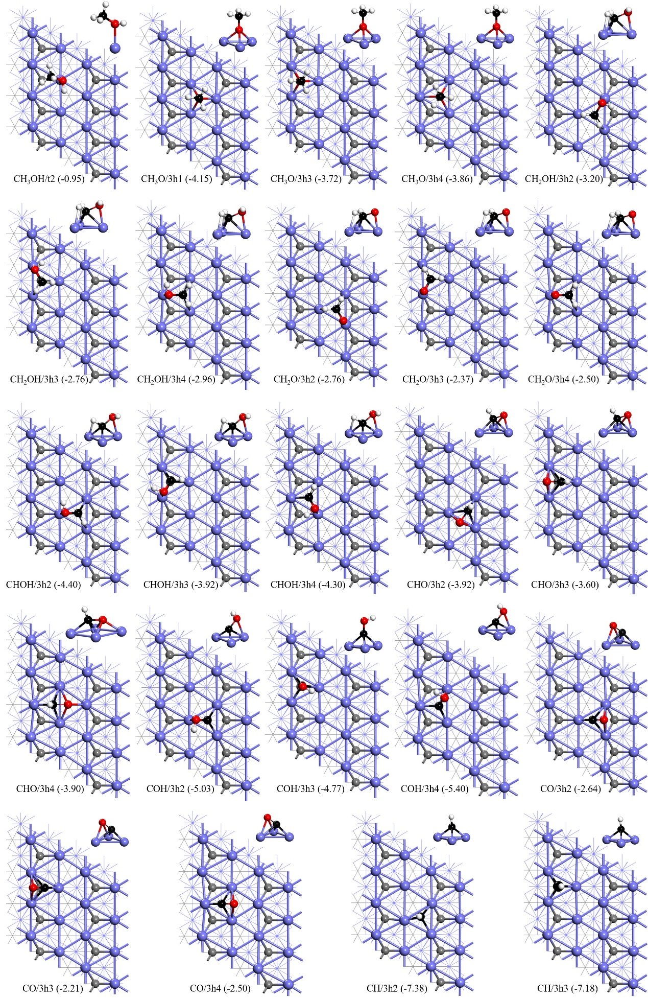 CH₃OH/t2 (-0.95)
CH₃O/3h1 (-4.15)
CH₃O/3h3 (-3.72)
CH₃O/3h4 (-3.86)
CH₂OH/3h2 (-3.20)
CH₂OH/3h3 (-2.76)
CH₂OH/3h4 (-2.96)
CH₂O/3h2 (-2.76)
CH₂O/3h3 (-2.37)
CH₂O/3h4 (-2.50)
CHOH/3h2 (-4.40)
CHOH/3h3 (-3.92)
CHOH/3h4 (-4.30)
CHO/3h2 (-3.92)
CHO/3h3 (-3.60)
CHO/3h4 (-3.90)
COH/3h2 (-5.03)
COH/3h3 (-4.77)
COH/3h4 (-5.40)
CO/3h2 (-2.64)
CO/3h3 (-2.21)
CO/3h4 (-2.50)
CH/3h2 (-7.38)
CH/3h3 (-7.18)